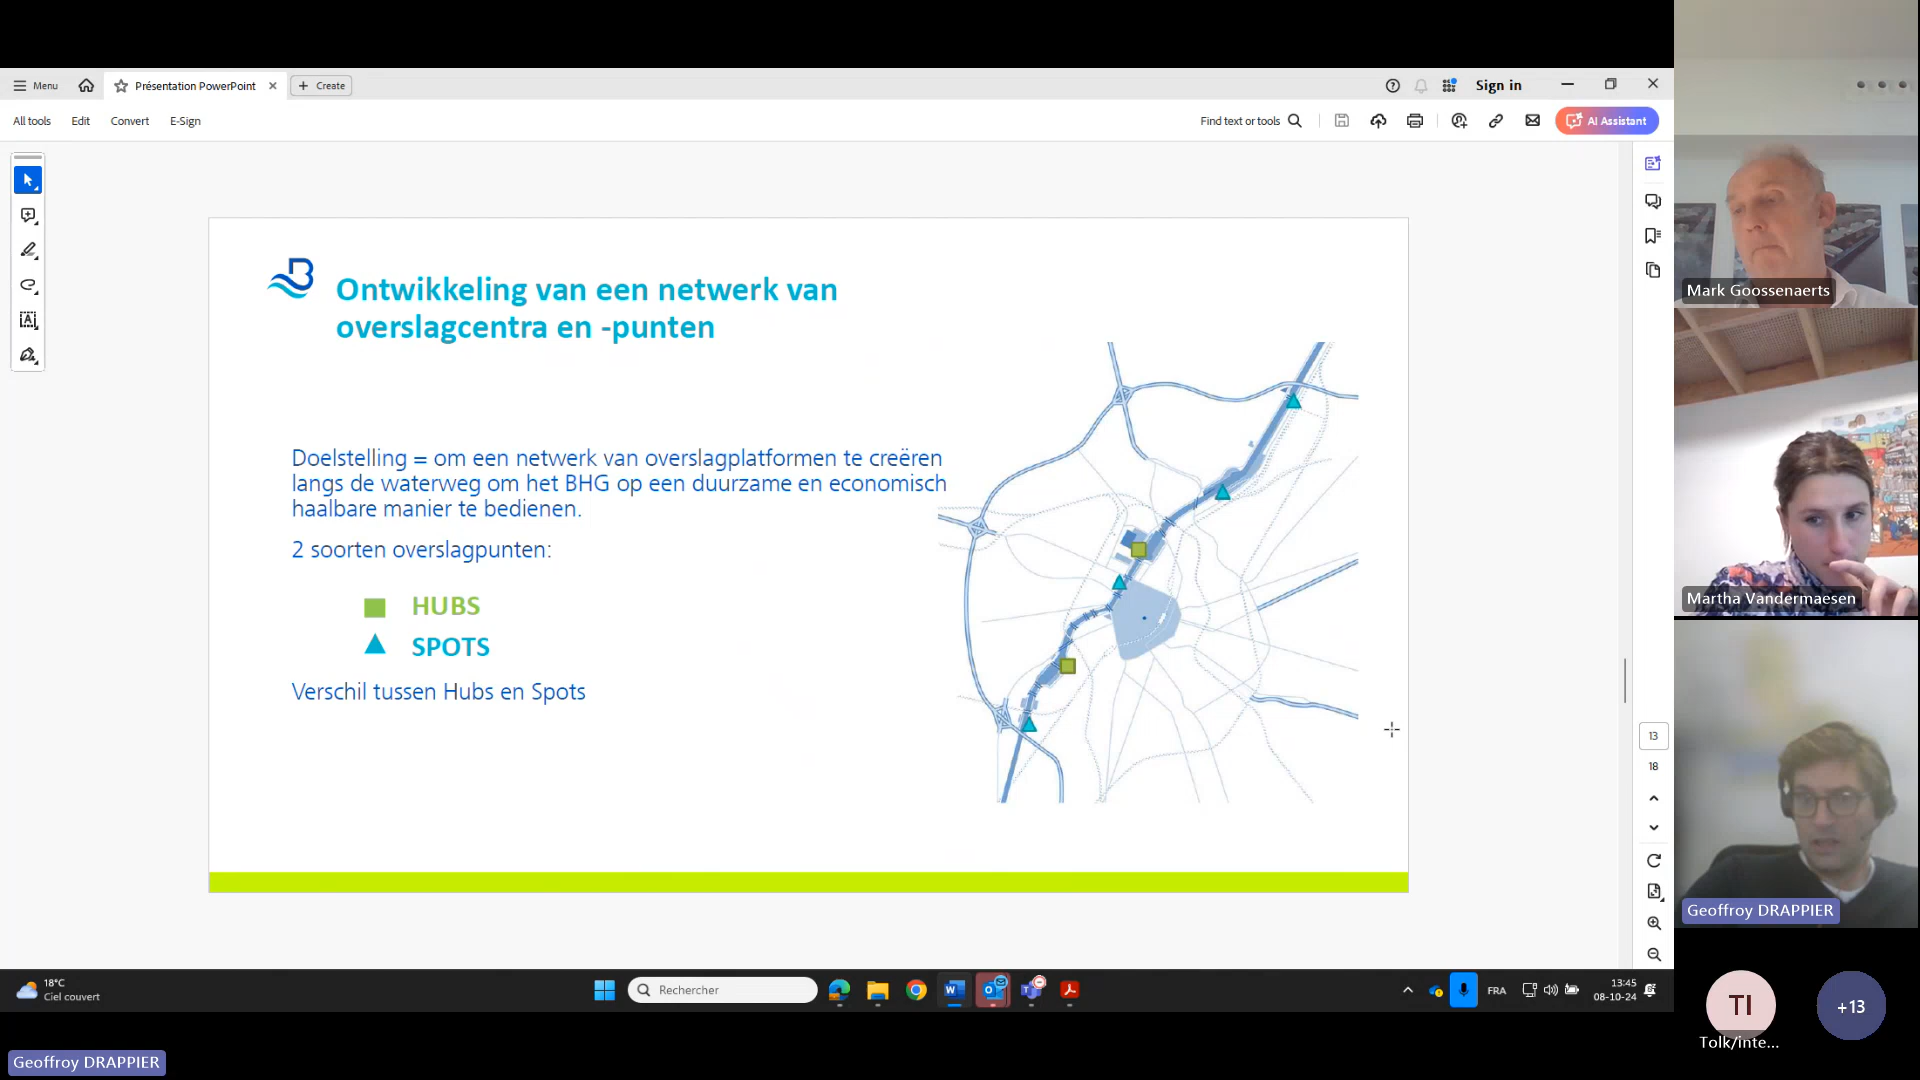 Menu
Présentation PowerPoint
Create
Sign in
All tools
Edit
Convert
E-Sign
Find text or tools
AI Assistant
Ontwikkeling van een netwerk van
overslagcentra en -punten
Doelstelling = om een netwerk van overslagplatformen te creëren
langs de waterweg om het BHG op een duurzame en economisch
haalbare manier te bedienen.
2 soorten overslagpunten:
HUBS
SPOTS
Verschil tussen Hubs en Spots
13
18
18°C
Ciel couvert
Rechercher
FRA
13:45
08-10-24
Geoffroy DRAPPIER
Mark Goossenaerts
Martha Vandermaesen
Geoffroy DRAPPIER
TI
Tolk/inte...
+13